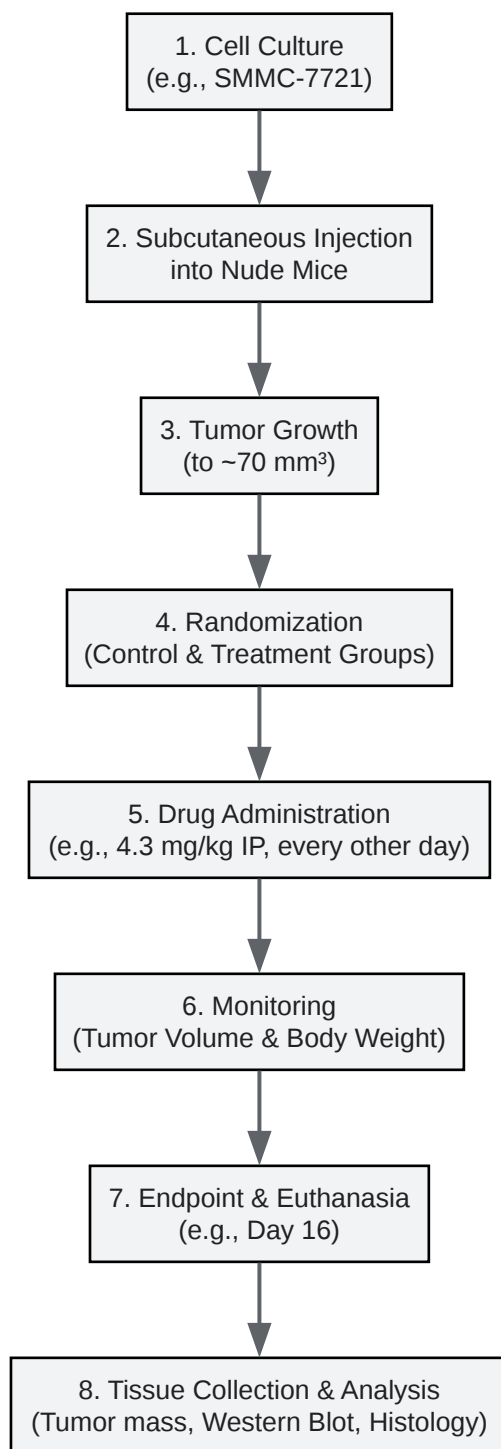 1. Cell Culture
(e.g., SMMC-7721)
2. Subcutaneous Injection
into Nude Mice
3. Tumor Growth
(to ~70 mm³)
4. Randomization
(Control & Treatment Groups)
5. Drug Administration
(e.g., 4.3 mg/kg IP, every other day)
6. Monitoring
(Tumor Volume & Body Weight)
7. Endpoint & Euthanasia
(e.g., Day 16)
8. Tissue Collection & Analysis
(Tumor mass, Western Blot, Histology)